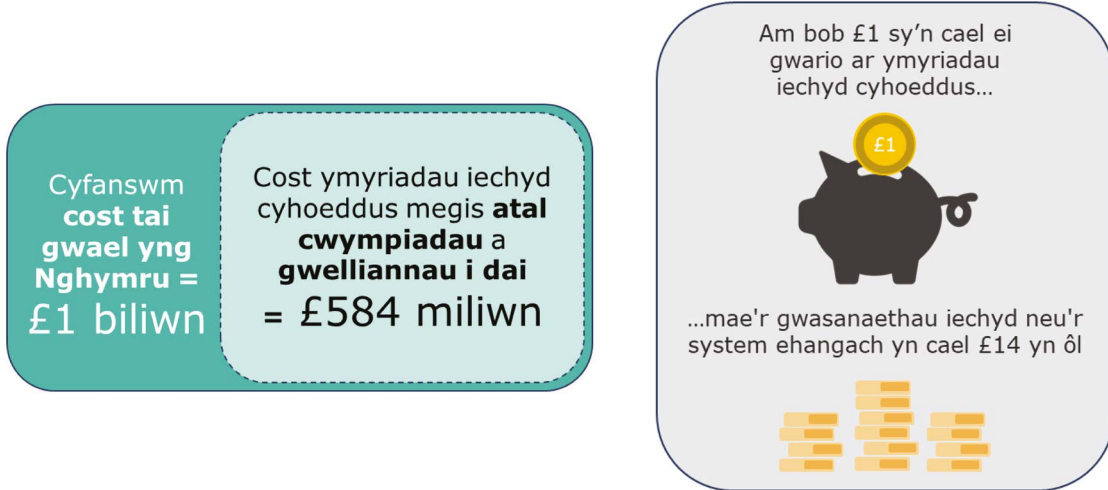 Cyfanswm
cost tai
gwael yng
Nghymru =
£1 biliwn
Cost ymyriadau iechyd
cyhoeddus megis atal
cwympiadau a
gwelliannau i dai
= £584 miliwn
Am bob £1 sy’n cael ei
gwario ar ymyriadau
iechyd cyhoeddus...
£1
...mae'r gwasanaethau iechyd neu'r
system ehangach yn cael £14 yn ôl